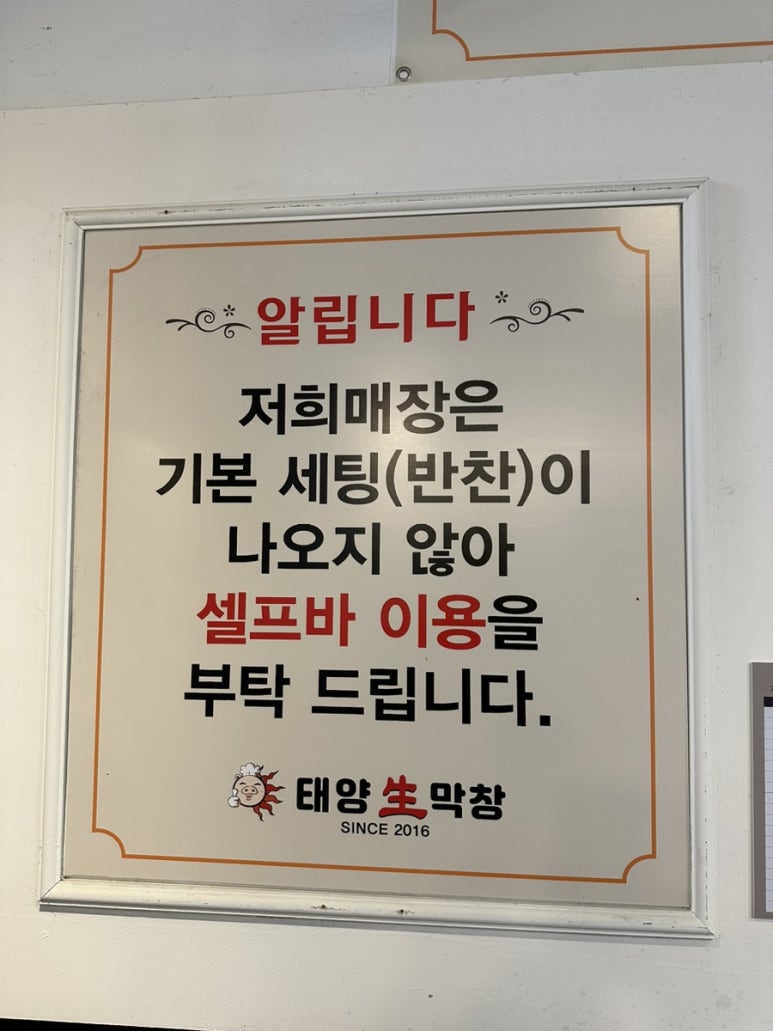 알립니다
저희매장은
기본 세팅(반찬)이
나오지 않아
셀프바 이용을
부탁 드립니다.
태양生막창
SINCE 2016